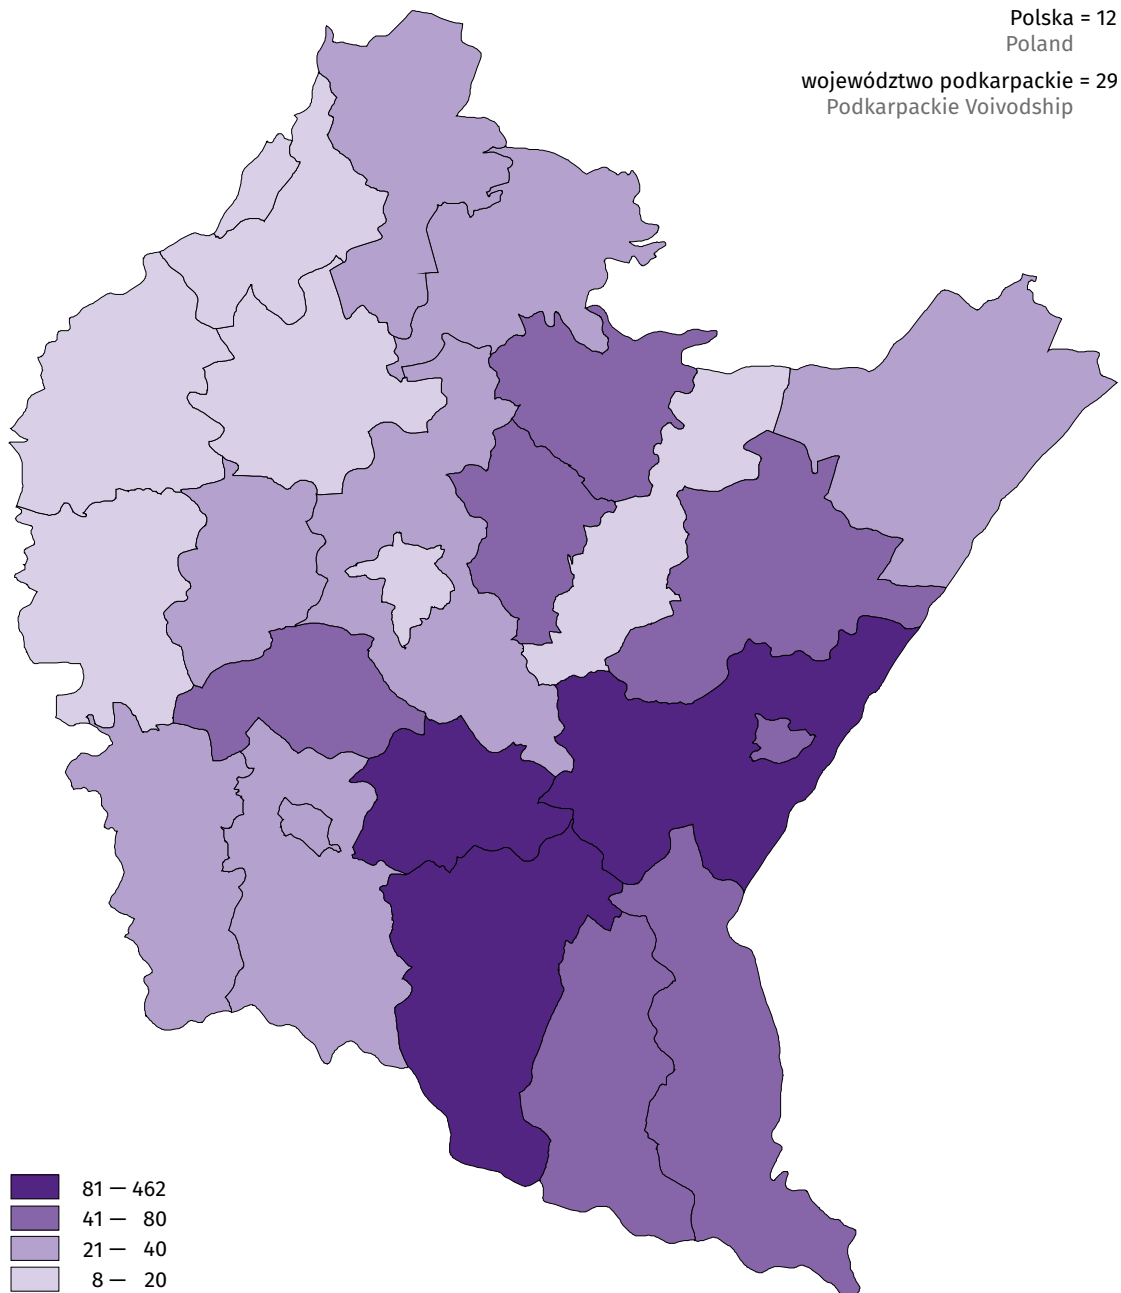 Polska = 12
Poland
województwo podkarpackie = 29
Podkarpackie Voivodship
81 — 462
41 — 80
21 — 40
8 — 20